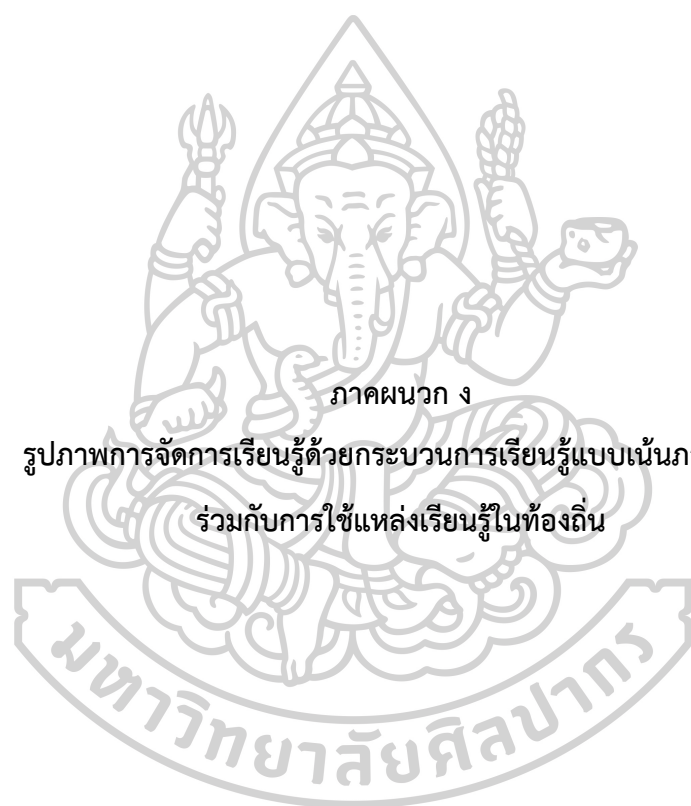 ภาคผนวก ง
รูปภาพการจัดการเรียนรู้ด้วยกระบวนการเรียนรู้แบบเน้น
ร่วมกับการใช้แหล่งเรียนรู้ในท้องถิ่น
มหาวิทยาลัยศิลปากร